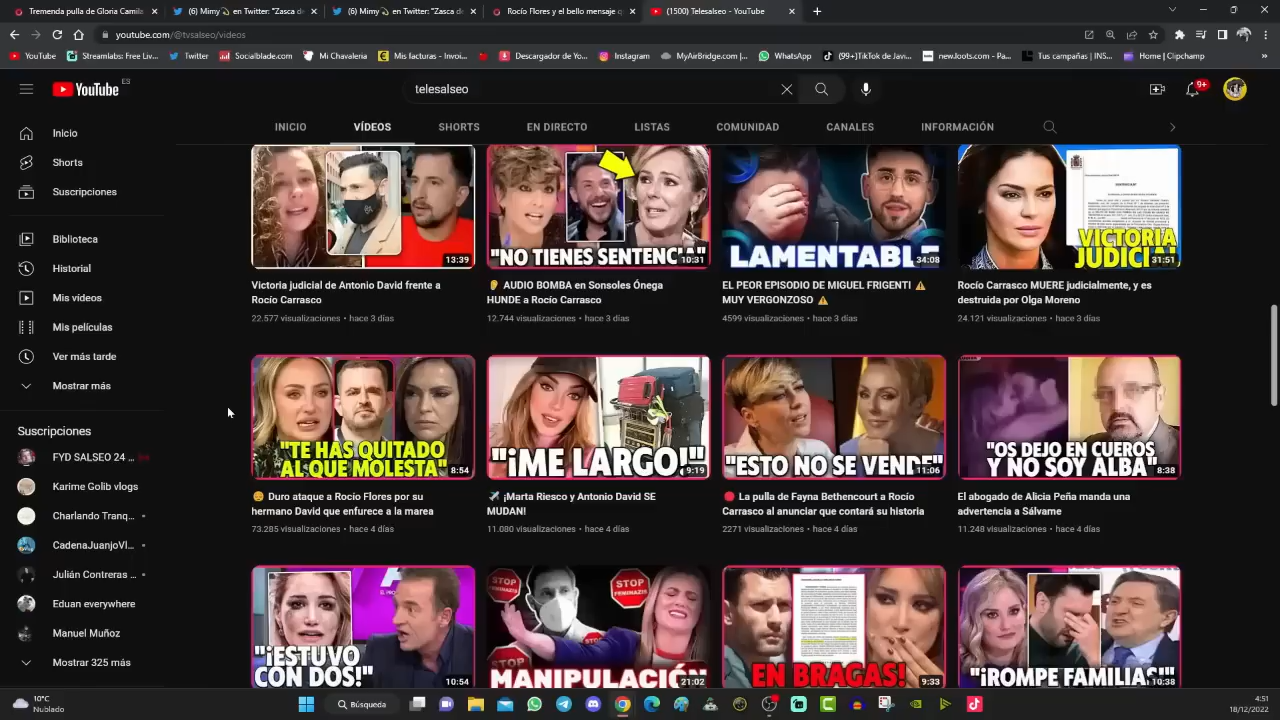 Tremenda pulla de Gloria Camila
(6) Mimy en Twitter: "Zasca de
(6) Mimy en Twitter: "Zasca de
Rocío Flores y el bello mensaje q
(1500) Telesalseo - YouTube
youtube.com/@tvsalseo/videos
YouTube
Streamlabs: Free Liv...
Twitter
Socialblade.com
Mi Chavaleria
Mis facturas – Invoi...
Descargador de Yo...
Instagram
MyAirBridge.com
WhatsApp
(99+)TikTok de Javi...
new.loots.com - Pa...
Tus campañas | INS...
Home | Clipchamp
YouTube ES
telesalseo
9+
INICIO
VÍDEOS
SHORTS
EN DIRECTO
LISTAS
COMUNIDAD
CANALES
INFORMACIÓN
Inicio
Shorts
Suscripciones
Biblioteca
Historial
Mis vídeos
Mis películas
Ver más tarde
Mostrar más
Suscripciones
FYD SALSEO 24 ...
Karime Golib vlogs
Charlando Tranq...
CadenaJuanjoVl...
13:39
"NO TIENES SENTENC
10:31
LAMENTABL
34:08
VICTORIA
JUDICI
31:51
Victoria judicial de Antonio David frente a
Rocío Carrasco
22.577 visualizaciones • hace 3 días
AUDIO BOMBA en Sonsoles Ónega
HUNDE a Rocío Carrasco
12.744 visualizaciones • hace 3 días
EL PEOR EPISODIO DE MIGUEL FRIGENTI
MUY VERGONZOSO
4599 visualizaciones • hace 3 días
Rocío Carrasco MUERE judicialmente, y es
destruida por Olga Moreno
24.121 visualizaciones • hace 3 días
"TE HAS QUITADO
AL QUE MOLESTA"
8:54
"¡ME LARGO!"
9:19
"ESTO NO SE VENDE"
11:06
"OS DEJO EN CUEROS
Y NO SOY ALBA"
8:38
Duro ataque a Rocío Flores por su
hermano David que enfurece a la marea
73.285 visualizaciones • hace 4 días
¡Marta Riesco y Antonio David SE
MUDAN!
11.080 visualizaciones • hace 4 días
La pulla de Fayna Bethencourt a Rocío
Carrasco al anunciar que contará su historia
2271 visualizaciones • hace 4 días
El abogado de Alicia Peña manda una
advertencia a Sálvame
11.248 visualizaciones • hace 4 días
"¡ESTUVO
CON DOS!"
10:54
STOP
FEMINAZIS
STOP
FEMINAZIS
MANIPULACIÓN
21:02
EN BRAGAS!
9:33
"¡ROMPE FAMILIAS!"
10:38
10°C
Nublado
Búsqueda
4:51
18/12/2022